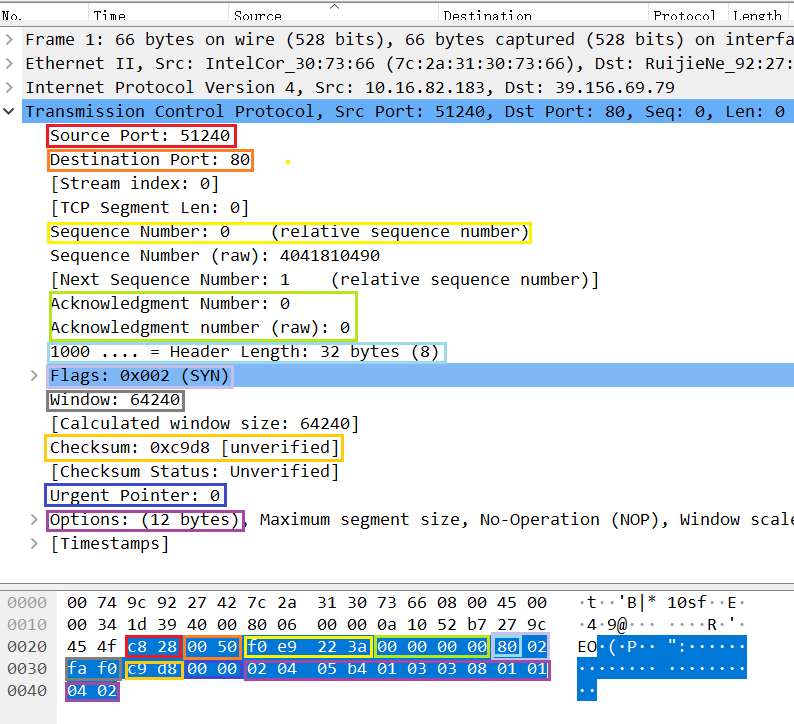 No. Time Source Destination Protocol Length
Frame 1: 66 bytes on wire (528 bits), 66 bytes captured (528 bits) on interfa
Ethernet II, Src: IntelCor_30:73:66 (7c:2a:31:30:73:66), Dst: RuijieNe_92:27:
Internet Protocol Version 4, Src: 10.16.82.183, Dst: 39.156.69.79
Transmission Control Protocol, Src Port: 51240, Dst Port: 80, Seq: 0, Len: 0
Source Port: 51240
Destination Port: 80
[Stream index: 0]
[TCP Segment Len: 0]
Sequence Number: 0 (relative sequence number)
Sequence Number (raw): 4041810490
[Next Sequence Number: 1 (relative sequence number)]
Acknowledgment Number: 0
Acknowledgment number (raw): 0
1000 .... = Header Length: 32 bytes (8)
Flags: 0x002 (SYN)
Window: 64240
[Calculated window size: 64240]
Checksum: 0xc9d8 [unverified]
[Checksum Status: Unverified]
Urgent Pointer: 0
Options: (12 bytes), Maximum segment size, No-Operation (NOP), Window scale
[Timestamps]
0000 00 74 9c 92 27 42 7c 2a 31 30 73 66 08 00 45 00 ·t··'B|* 10sf··E·
0010 00 34 1d 39 40 00 80 06 00 00 0a 10 52 b7 27 9c ·4·9@··· ····R·'·
0020 45 4f c8 28 00 50 f0 e9 22 3a 00 00 00 00 80 02 EO·(·P·· ":······
0030 fa f0 c9 d8 00 00 02 04 05 b4 01 03 03 08 01 01 ········ ········
0040 04 02 ··